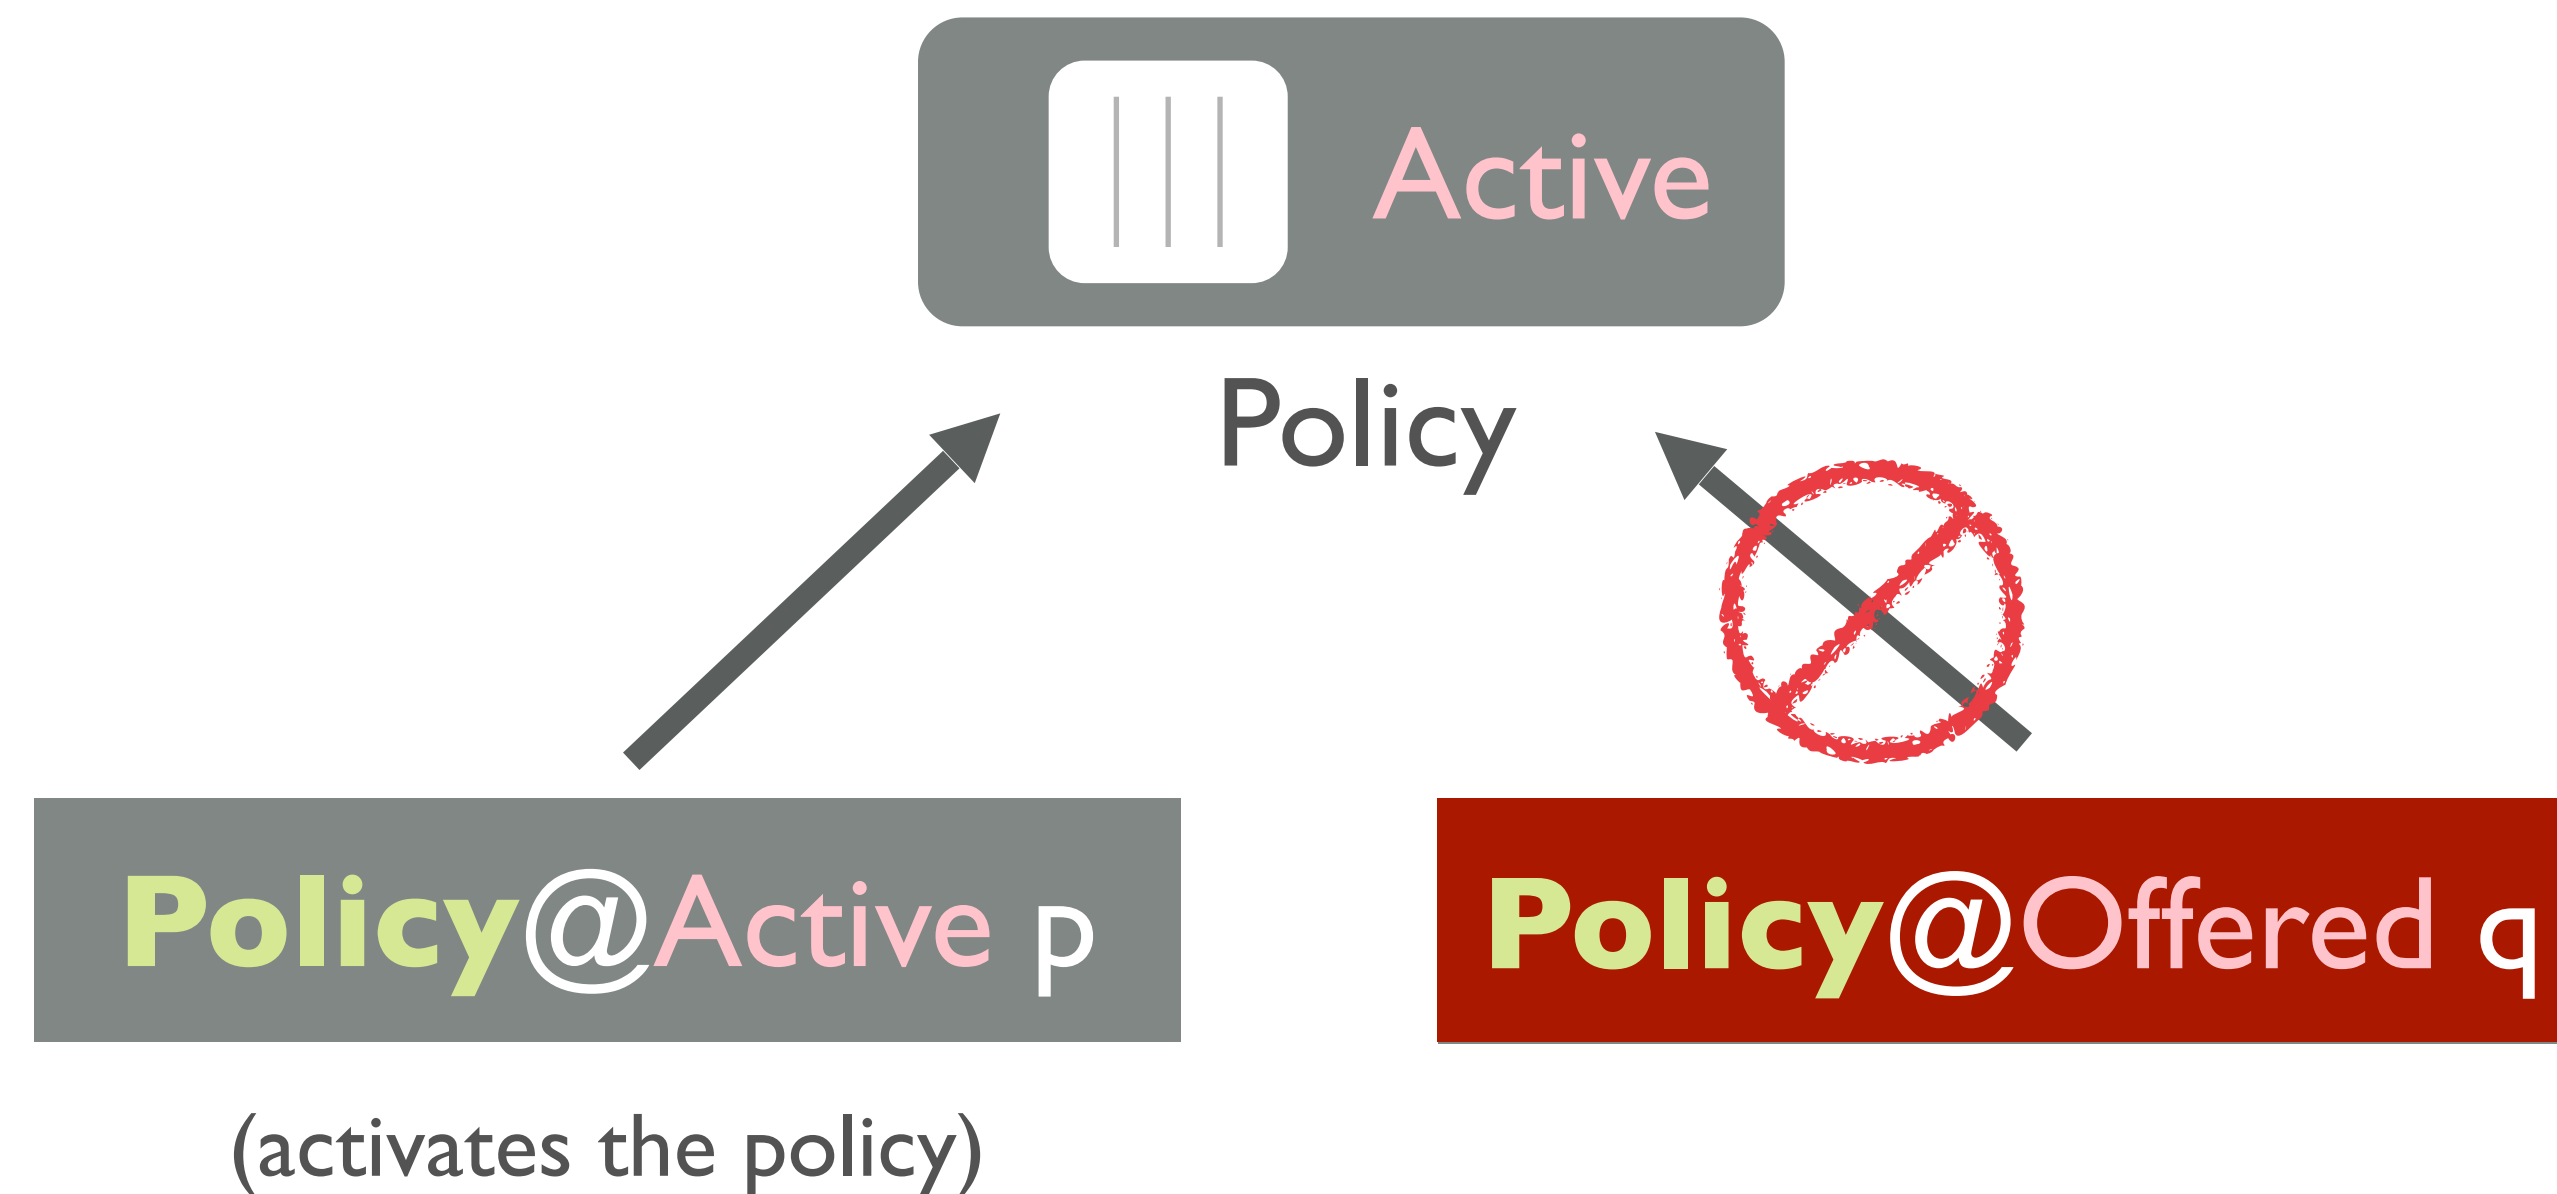 Active
Policy
Policy@Active p
Policy@Offered q
(activates the policy)